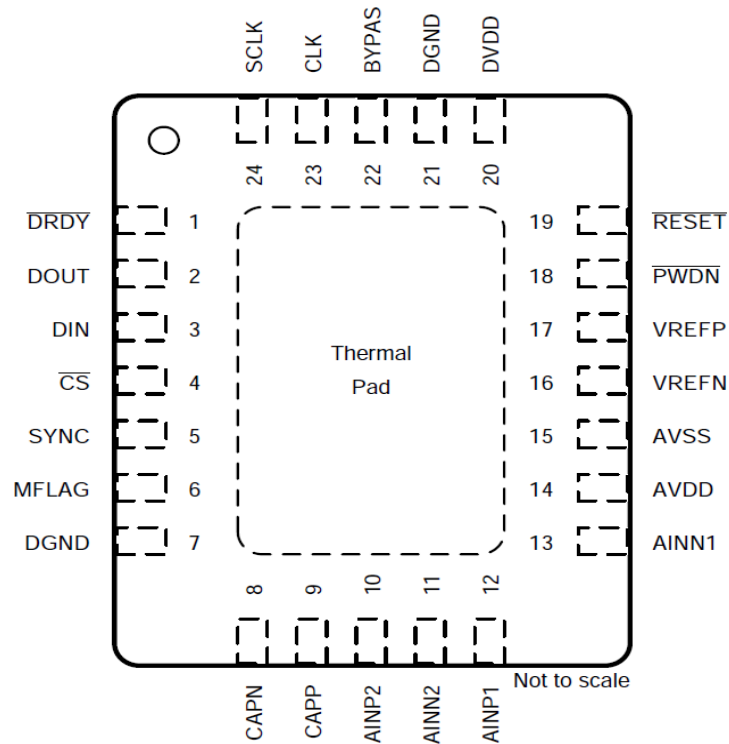 SCLK
CLK
BYPAS
DGND
DVDD
24
23
22
21
20
DRDY 1
DOUT 2
DIN 3
CS 4
SYNC 5
MFLAG 6
DGND 7
Thermal
Pad
19 RESET
18 PWDN
17 VREFP
16 VREFN
15 AVSS
14 AVDD
13 AINN1
8
9
10
11
12
CAPN
CAPP
AINP2
AINN2
AINP1
Not to scale